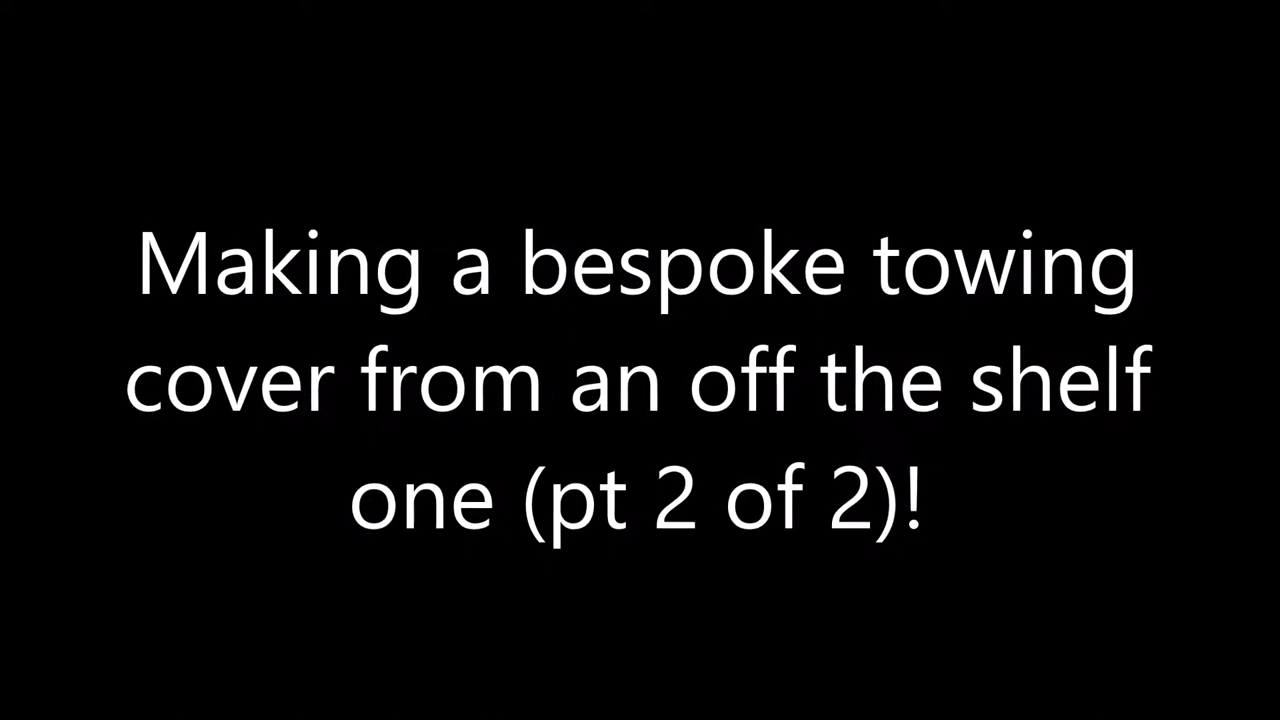 Making a bespoke towing
cover from an off the shelf
one (pt 2 of 2)!